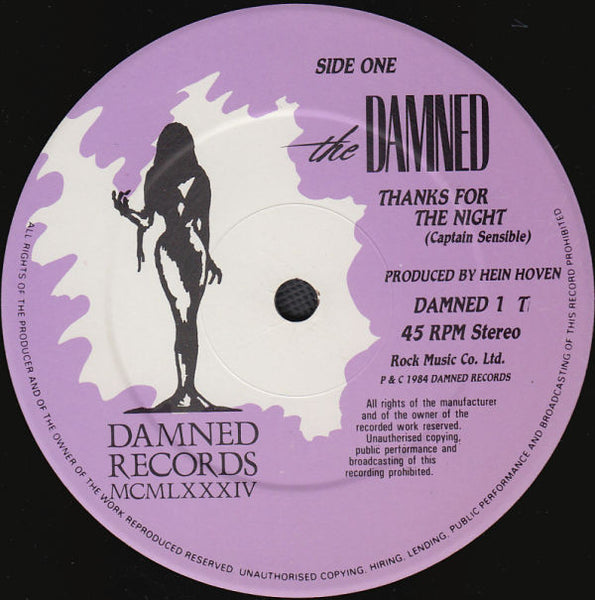 SIDE ONE
the DAMNED
THANKS FOR
THE NIGHT
(Captain Sensible)
PRODUCED BY HEIN HOVEN
DAMNED 1 T
45 RPM Stereo
Rock Music Co. Ltd.
P & C 1984 DAMNED RECORDS
All rights of the manufacturer
and of the owner of the
recorded work reserved.
Unauthorised copying,
public performance and
broadcasting of this
recording prohibited.
DAMNED
RECORDS
MCMLXXXIV
ALL RIGHTS OF THE PRODUCER AND OF THE OWNER OF THE WORK REPRODUCED RESERVED. UNAUTHORISED COPYING, HIRING, LENDING, PUBLIC PERFORMANCE AND BROADCASTING OF THIS RECORD PROHIBITED